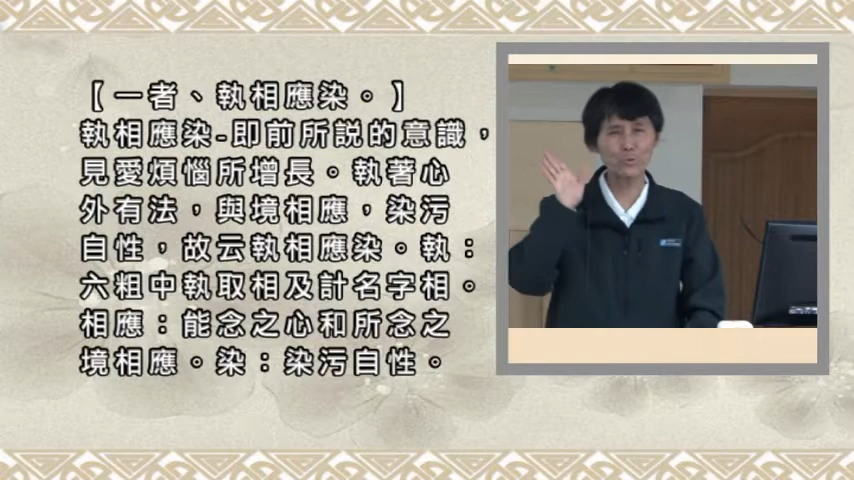 【一者、執相應染。】
執相應染-即前所説的意識，
見愛煩惱所增長。執著心
外有法，與境相應，染污
自性，故云執相應染。執：
六粗中執取相及計名字相。
相應：能念之心和所念之
境相應。染：染污自性。